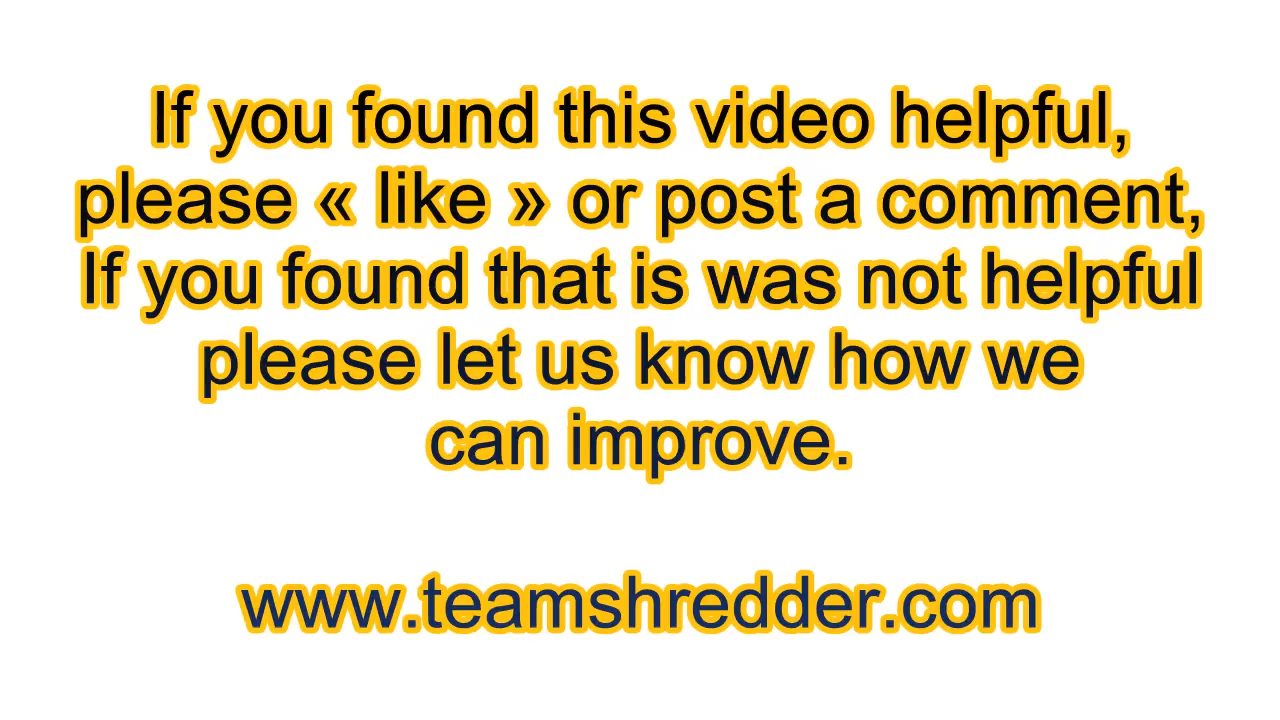 If you found this video helpful,
please « like » or post a comment,
If you found that is was not helpful
please let us know how we
can improve.
www.teamshredder.com